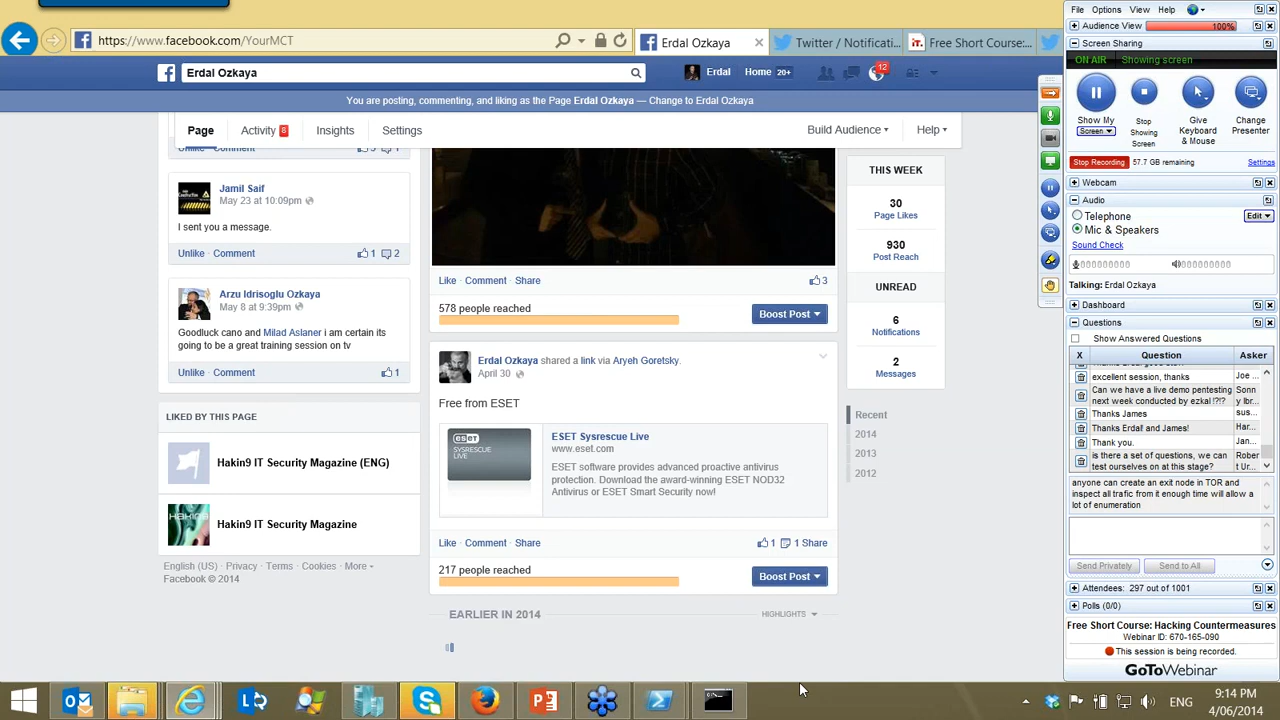 https://www.facebook.com/YourMCT
Erdal Ozkaya
Twitter / Notificati...
Free Short Course:...
Erdal Ozkaya
Erdal
Home 20+
12
You are posting, commenting, and liking as the Page Erdal Ozkaya — Change to Erdal Ozkaya
Page
Activity 8
Insights
Settings
Build Audience
Help
Unlike · Comment
Jamil Saif
May 23 at 10:09pm
I sent you a message.
Unlike · Comment
1
2
Arzu Idrisoglu Ozkaya
May 8 at 9:39pm
Goodluck cano and Milad Aslaner i am certain its
going to be a great training session on tv
Unlike · Comment
1
LIKED BY THIS PAGE
Hakin9 IT Security Magazine (ENG)
Hakin9 IT Security Magazine
English (US) · Privacy · Terms · Cookies · More
Facebook © 2014
Like · Comment · Share
3
578 people reached
Boost Post
Erdal Ozkaya shared a link via Aryeh Goretsky.
April 30
Free from ESET
eset
SYSRESCUE
LIVE
ESET Sysrescue Live
www.eset.com
ESET software provides advanced proactive antivirus
protection. Download the award-winning ESET NOD32
Antivirus or ESET Smart Security now!
Like · Comment · Share
1
1 Share
217 people reached
Boost Post
EARLIER IN 2014
HIGHLIGHTS
THIS WEEK
30
Page Likes
930
Post Reach
UNREAD
6
Notifications
2
Messages
Recent
2014
2013
2012
File Options View Help
Audience View 100%
Screen Sharing
ON AIR Showing screen
Show My
Screen
Stop
Showing
Screen
Give
Keyboard
& Mouse
Change
Presenter
Stop Recording 57.7 GB remaining Settings
Webcam
Audio
Telephone
Edit
Mic & Speakers
Sound Check
Talking: Erdal Ozkaya
Dashboard
Questions
Show Answered Questions
X Question Asker
excellent session, thanks Joe ...
Can we have a live demo pentesting
next week conducted by ezkal !?!?
Sonn
y Ibr...
Thanks James sus...
Thanks Erdal! and James! Har...
Thank you. Jan...
is there a set of questions, we can
test ourselves on at this stage?
Rober
t Ur...
anyone can create an exit node in TOR and
inspect all trafic from it enough time will allow a
lot of enumeration
Send Privately
Send to All
Attendees: 297 out of 1001
Polls (0/0)
Free Short Course: Hacking Countermeasures
Webinar ID: 670-165-090
This session is being recorded.
GoToWebinar
ENG
9:14 PM
4/06/2014